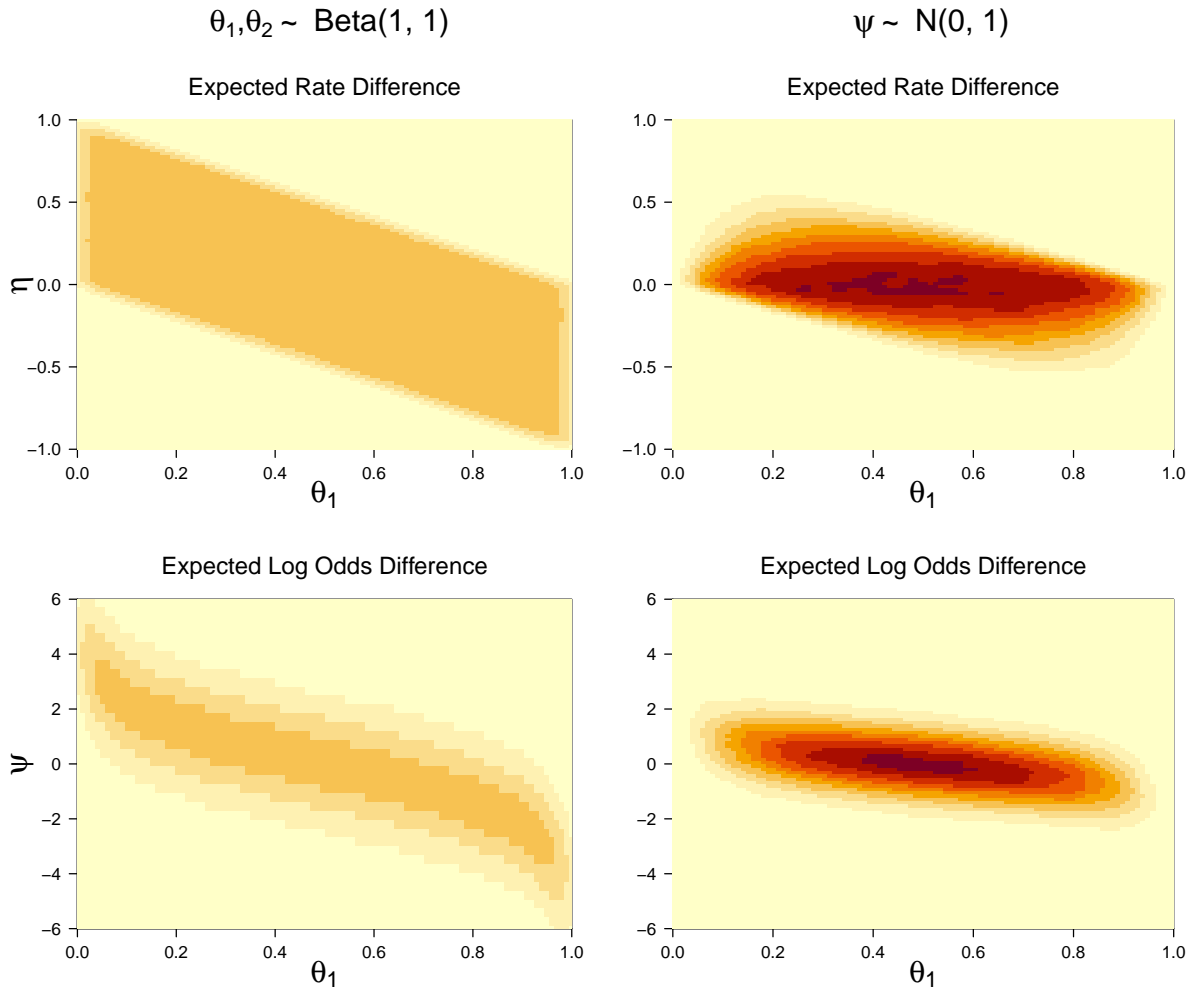 θ₁,θ₂ ~ Beta(1, 1)
ψ ~ N(0, 1)
Expected Rate Difference
1.0
0.5
0.0
−0.5
−1.0
η
0.0 0.2 0.4 0.6 0.8 1.0
θ₁
Expected Rate Difference
1.0
0.5
0.0
−0.5
−1.0
0.0 0.2 0.4 0.6 0.8 1.0
θ₁
Expected Log Odds Difference
6
4
2
0
−2
−4
−6
ψ
0.0 0.2 0.4 0.6 0.8 1.0
θ₁
Expected Log Odds Difference
6
4
2
0
−2
−4
−6
0.0 0.2 0.4 0.6 0.8 1.0
θ₁